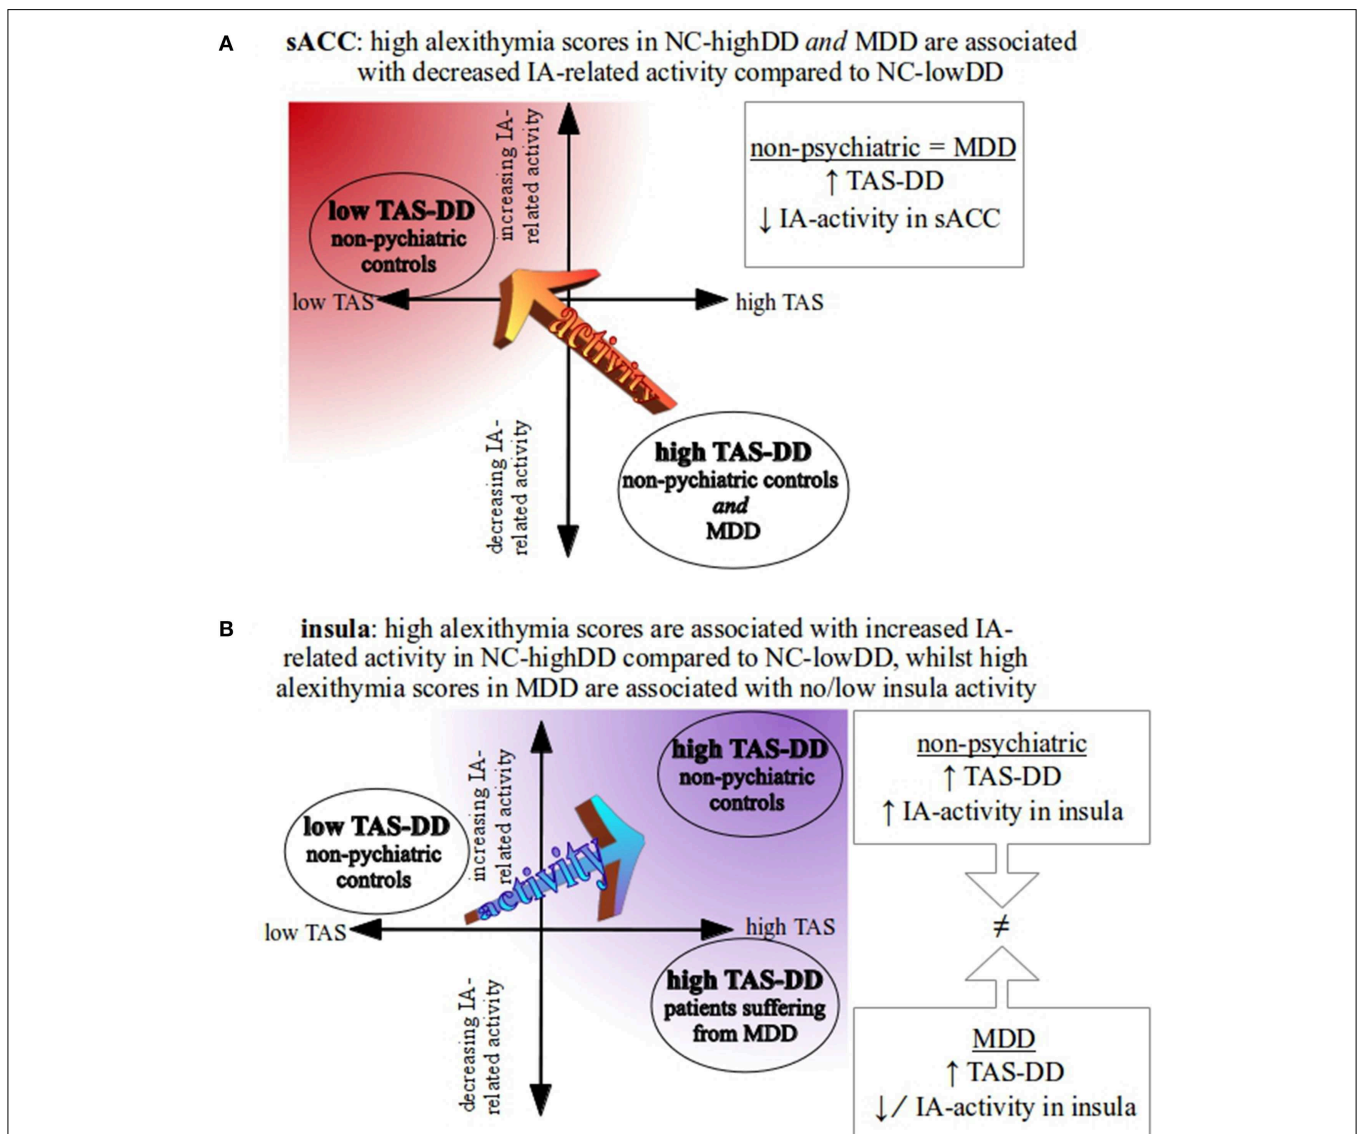 A
sACC: high alexithymia scores in NC-highDD and MDD are associated
with decreased IA-related activity compared to NC-lowDD
increasing IA-
related activity
low TAS-DD
non-pychiatric
controls
low TAS
high TAS
activity
decreasing IA-
related activity
high TAS-DD
non-pychiatric controls
and
MDD
non-psychiatric = MDD
↑ TAS-DD
↓ IA-activity in sACC
B
insula: high alexithymia scores are associated with increased IA-
related activity in NC-highDD compared to NC-lowDD, whilst high
alexithymia scores in MDD are associated with no/low insula activity
increasing IA-
related activity
high TAS-DD
non-pychiatric
controls
low TAS-DD
non-pychiatric
controls
activity
low TAS
high TAS
decreasing IA-
related activity
high TAS-DD
patients suffering
from MDD
non-psychiatric
↑ TAS-DD
↑ IA-activity in insula
≠
MDD
↑ TAS-DD
↓/ IA-activity in insula